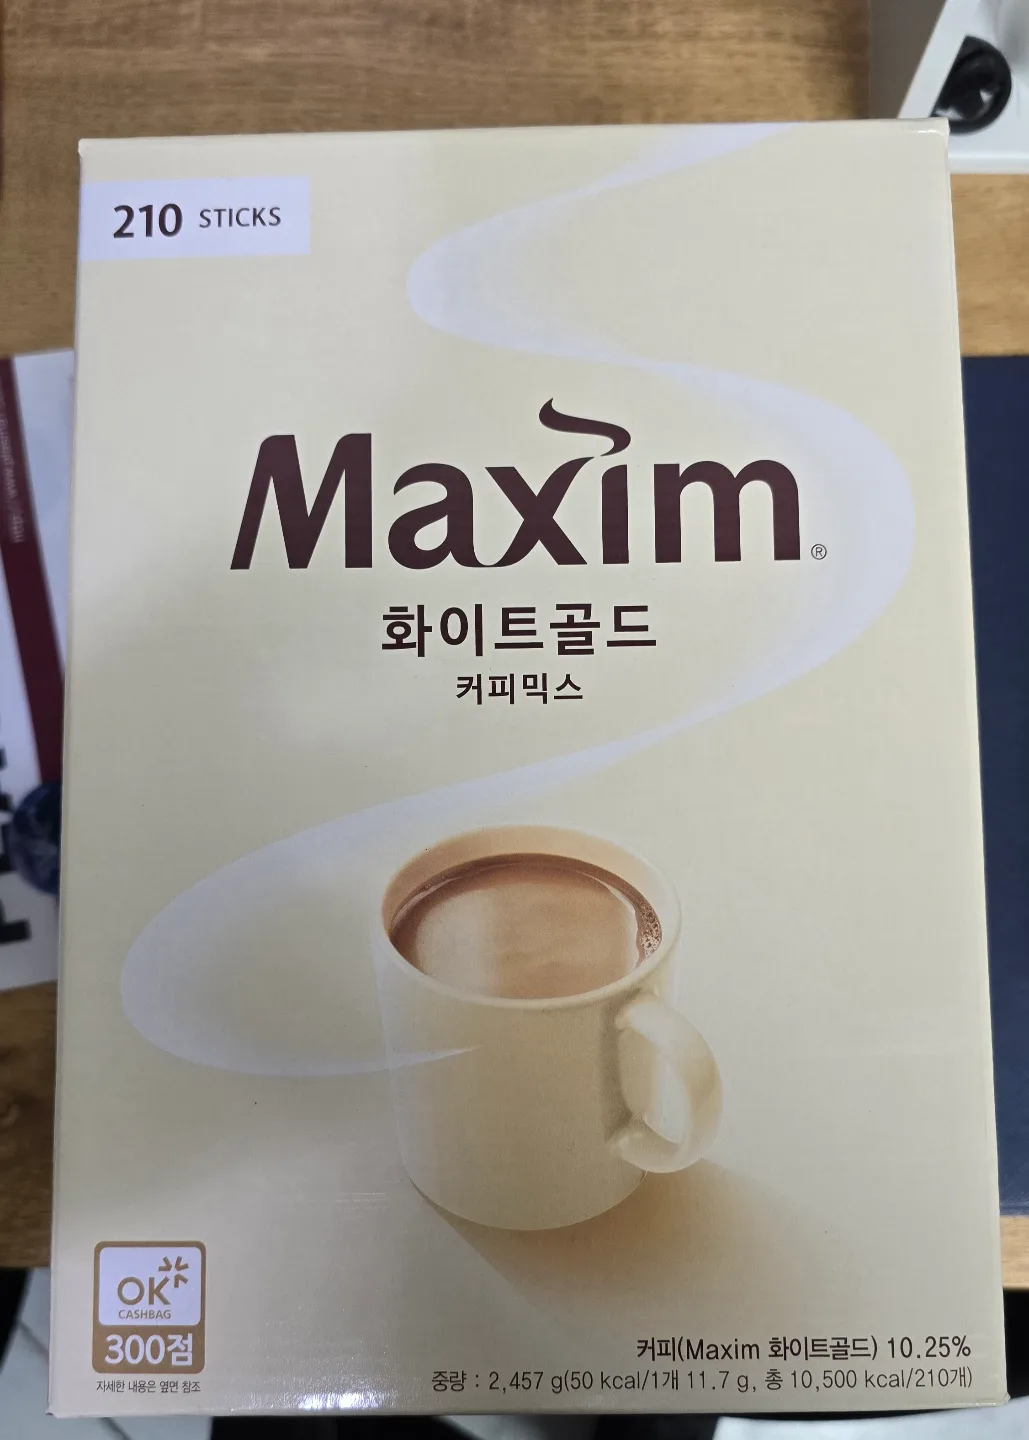 210 STICKS
Maxim®
화이트골드
커피믹스
OK
CASHBAG
300점
자세한 내용은 옆면 참조
커피(Maxim 화이트골드) 10.25%
중량 : 2,457 g(50 kcal/1개 11.7 g, 총 10,500 kcal/210개)